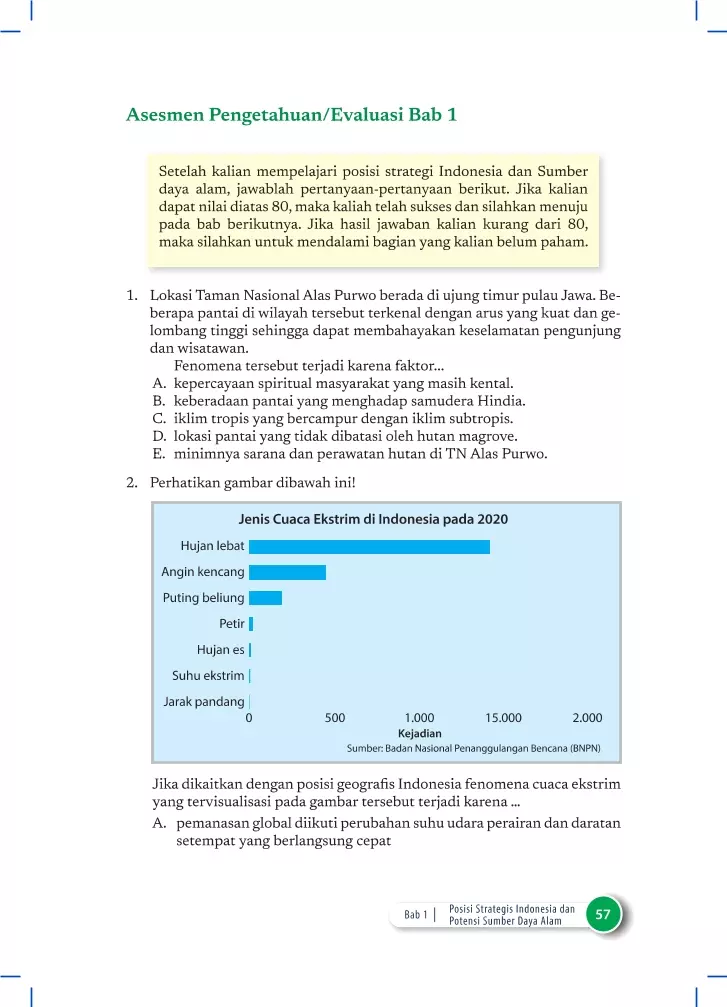 Asesmen Pengetahuan/Evaluasi Bab 1
Setelah kalian mempelajari posisi strategi Indonesia dan Sumber
daya alam, jawablah pertanyaan-pertanyaan berikut. Jika kalian
dapat nilai diatas 80, maka kaliah telah sukses dan silahkan menuju
pada bab berikutnya. Jika hasil jawaban kalian kurang dari 80,
maka silahkan untuk mendalami bagian yang kalian belum paham.
1. Lokasi Taman Nasional Alas Purwo berada di ujung timur pulau Jawa. Be-
berapa pantai di wilayah tersebut terkenal dengan arus yang kuat dan ge-
lombang tinggi sehingga dapat membahayakan keselamatan pengunjung
dan wisatawan.
Fenomena tersebut terjadi karena faktor...
A. kepercayaan spiritual masyarakat yang masih kental.
B. keberadaan pantai yang menghadap samudera Hindia.
C. iklim tropis yang bercampur dengan iklim subtropis.
D. lokasi pantai yang tidak dibatasi oleh hutan magrove.
E. minimnya sarana dan perawatan hutan di TN Alas Purwo.
2. Perhatikan gambar dibawah ini!
Jenis Cuaca Ekstrim di Indonesia pada 2020
Hujan lebat
Angin kencang
Puting beliung
Petir
Hujan es
Suhu ekstrim
Jarak pandang
0 500 1.000 15.000 2.000
Kejadian
Sumber: Badan Nasional Penanggulangan Bencana (BNPN)
Jika dikaitkan dengan posisi geografis Indonesia fenomena cuaca ekstrim
yang tervisualisasi pada gambar tersebut terjadi karena ...
A. pemanasan global diikuti perubahan suhu udara perairan dan daratan
setempat yang berlangsung cepat
Bab 1 | Posisi Strategis Indonesia dan
Potensi Sumber Daya Alam
57